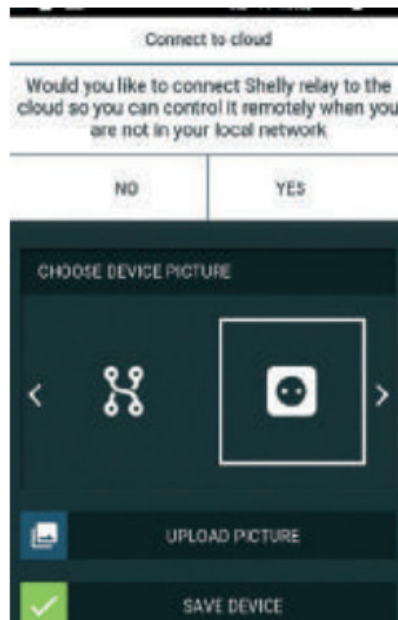 Connect to cloud
Would you like to connect Shelly relay to the
cloud so you can control it remotely when you
are not in your local network
NO
YES
CHOOSE DEVICE PICTURE
UPLOAD PICTURE
SAVE DEVICE